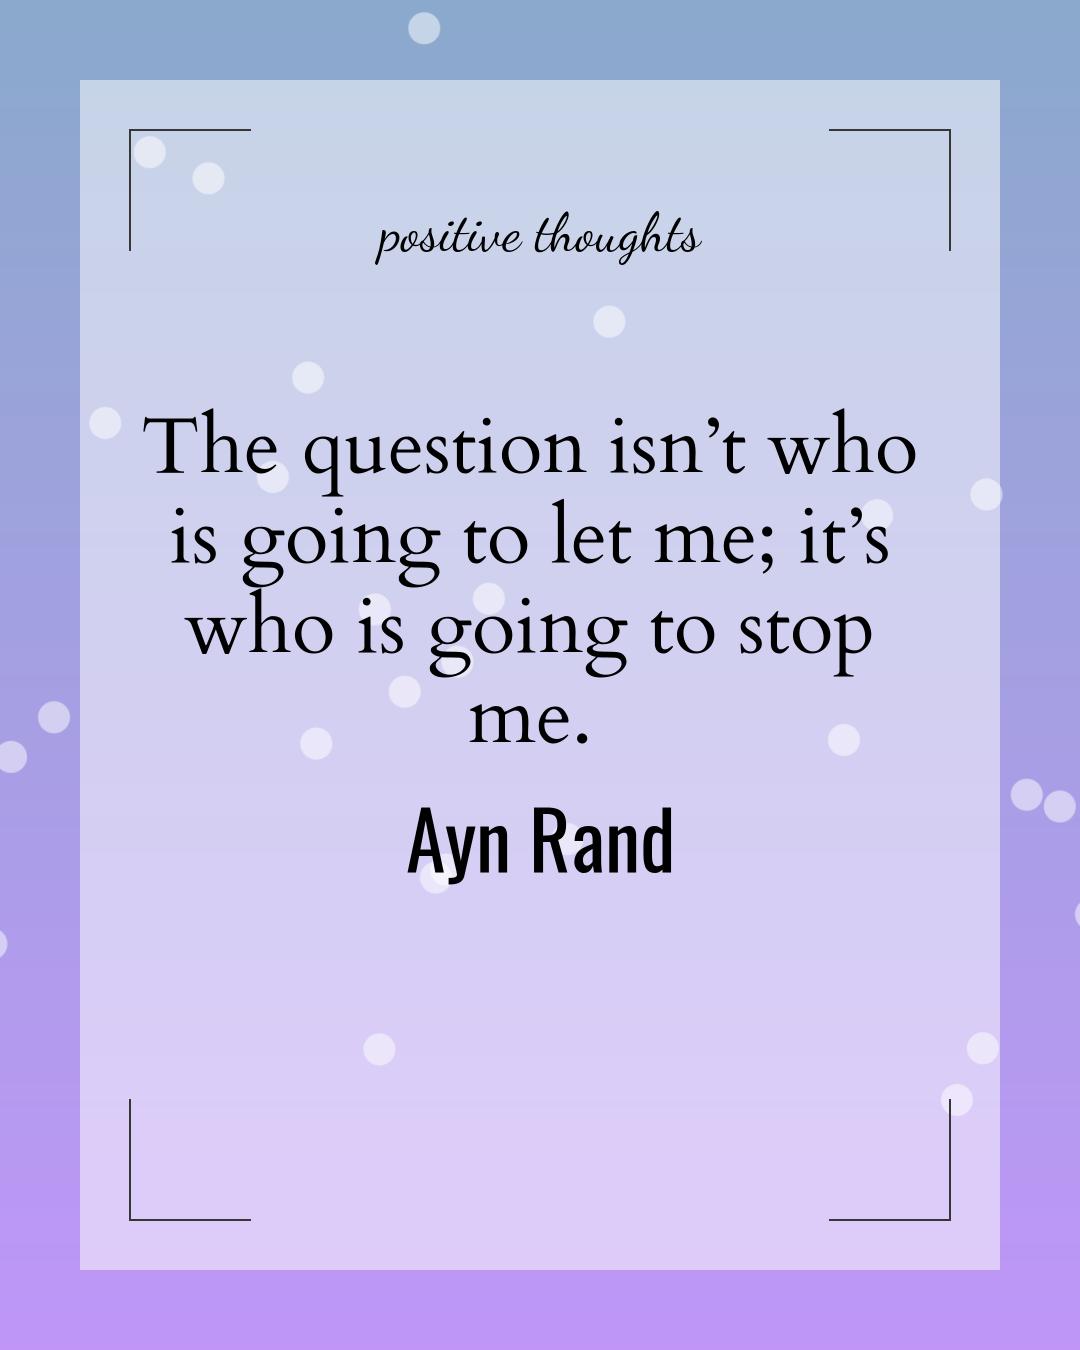 positive thoughts
The question isn’t who
is going to let me; it’s
who is going to stop
me.
Ayn Rand